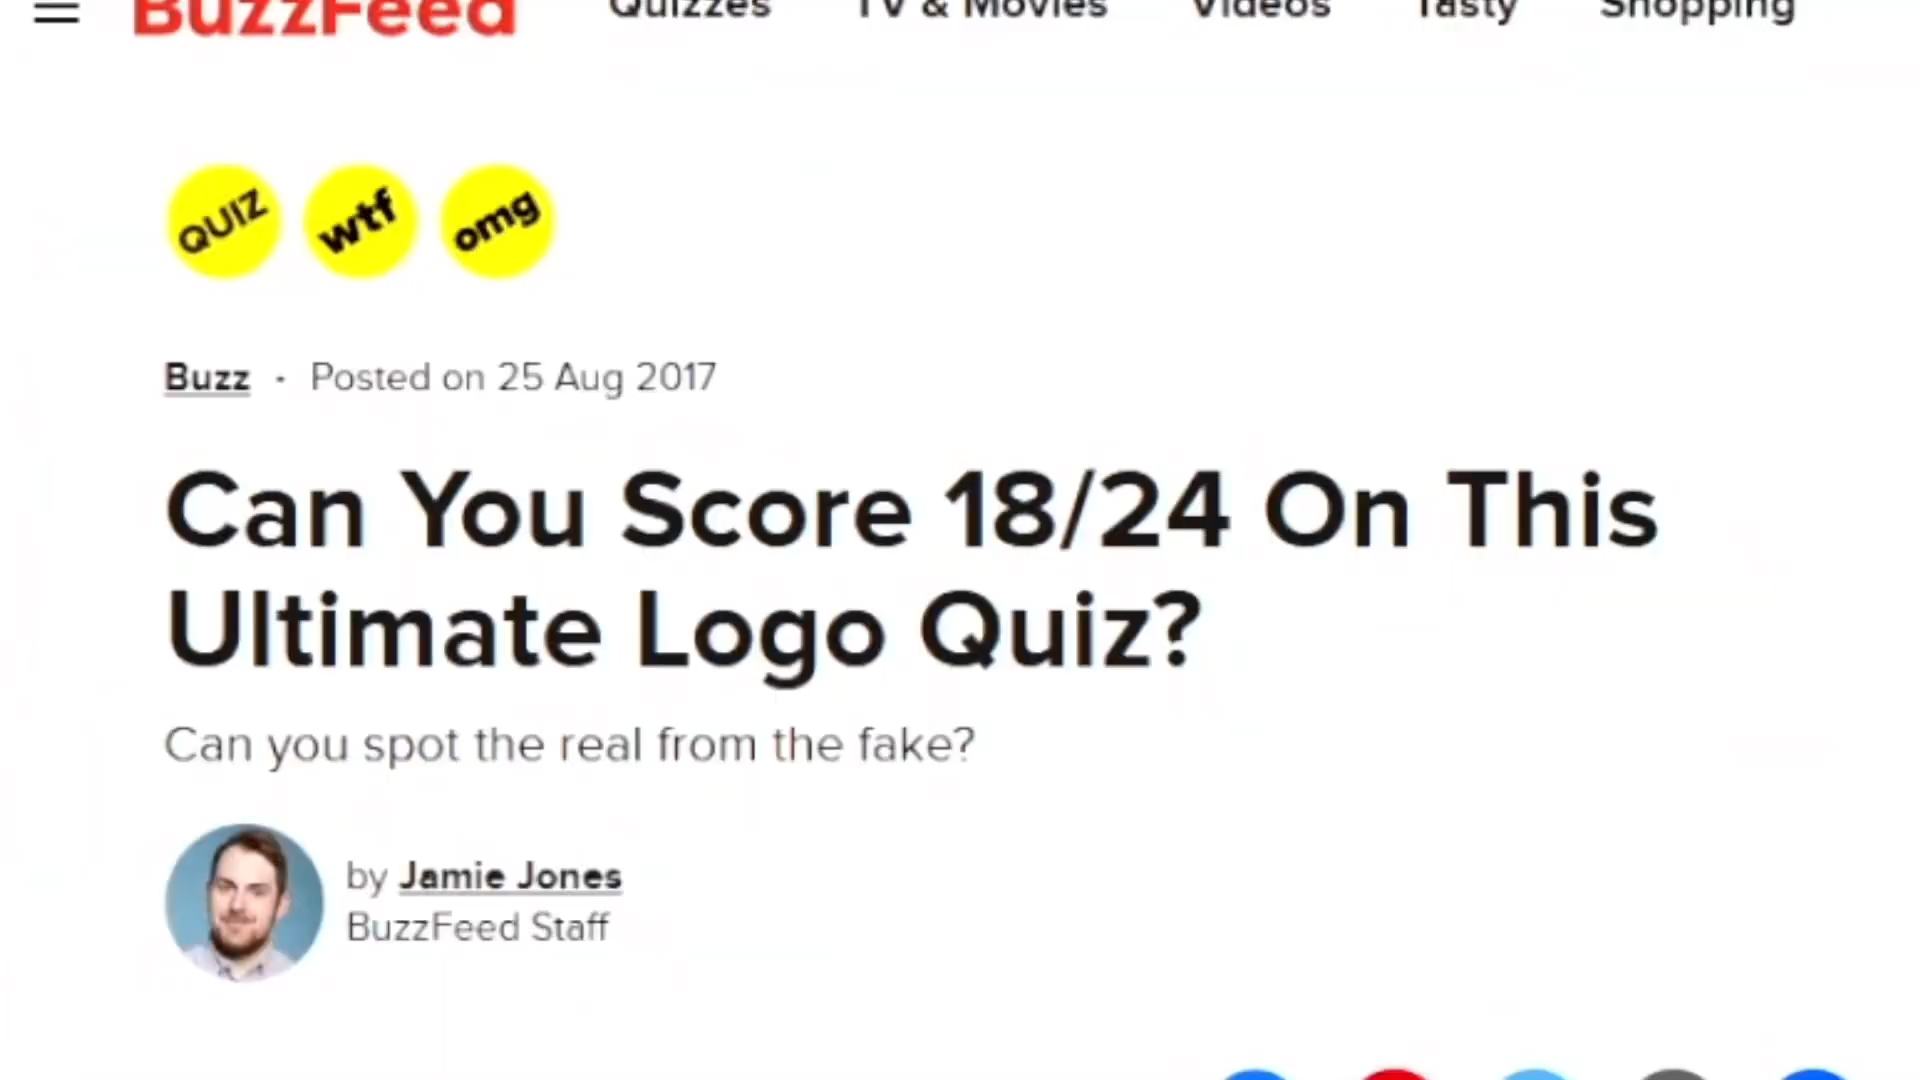 BuzzFeed Quizzes TV & Movies Videos Tasty Shopping
QUIZ wtf omg
Buzz · Posted on 25 Aug 2017
Can You Score 18/24 On This
Ultimate Logo Quiz?
Can you spot the real from the fake?
by Jamie Jones
BuzzFeed Staff